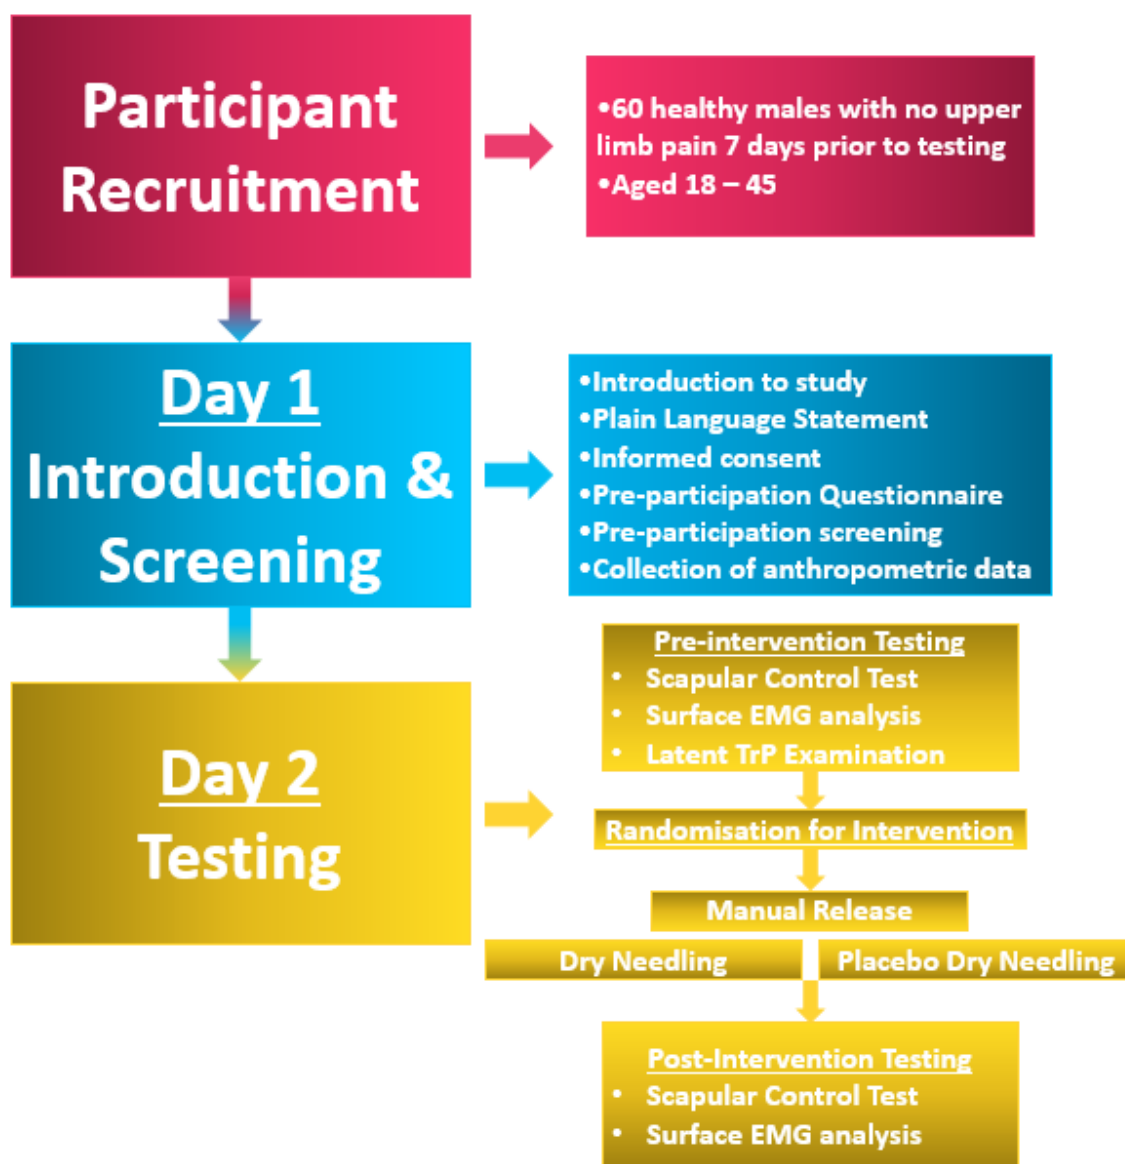 Participant
Recruitment
•60 healthy males with no upper
limb pain 7 days prior to testing
•Aged 18 – 45
Day 1
Introduction &
Screening
•Introduction to study
•Plain Language Statement
•Informed consent
•Pre-participation Questionnaire
•Pre-participation screening
•Collection of anthropometric data
Day 2
Testing
Pre-intervention Testing
• Scapular Control Test
• Surface EMG analysis
• Latent TrP Examination
Randomisation for Intervention
Manual Release
Dry Needling
Placebo Dry Needling
Post-Intervention Testing
• Scapular Control Test
• Surface EMG analysis